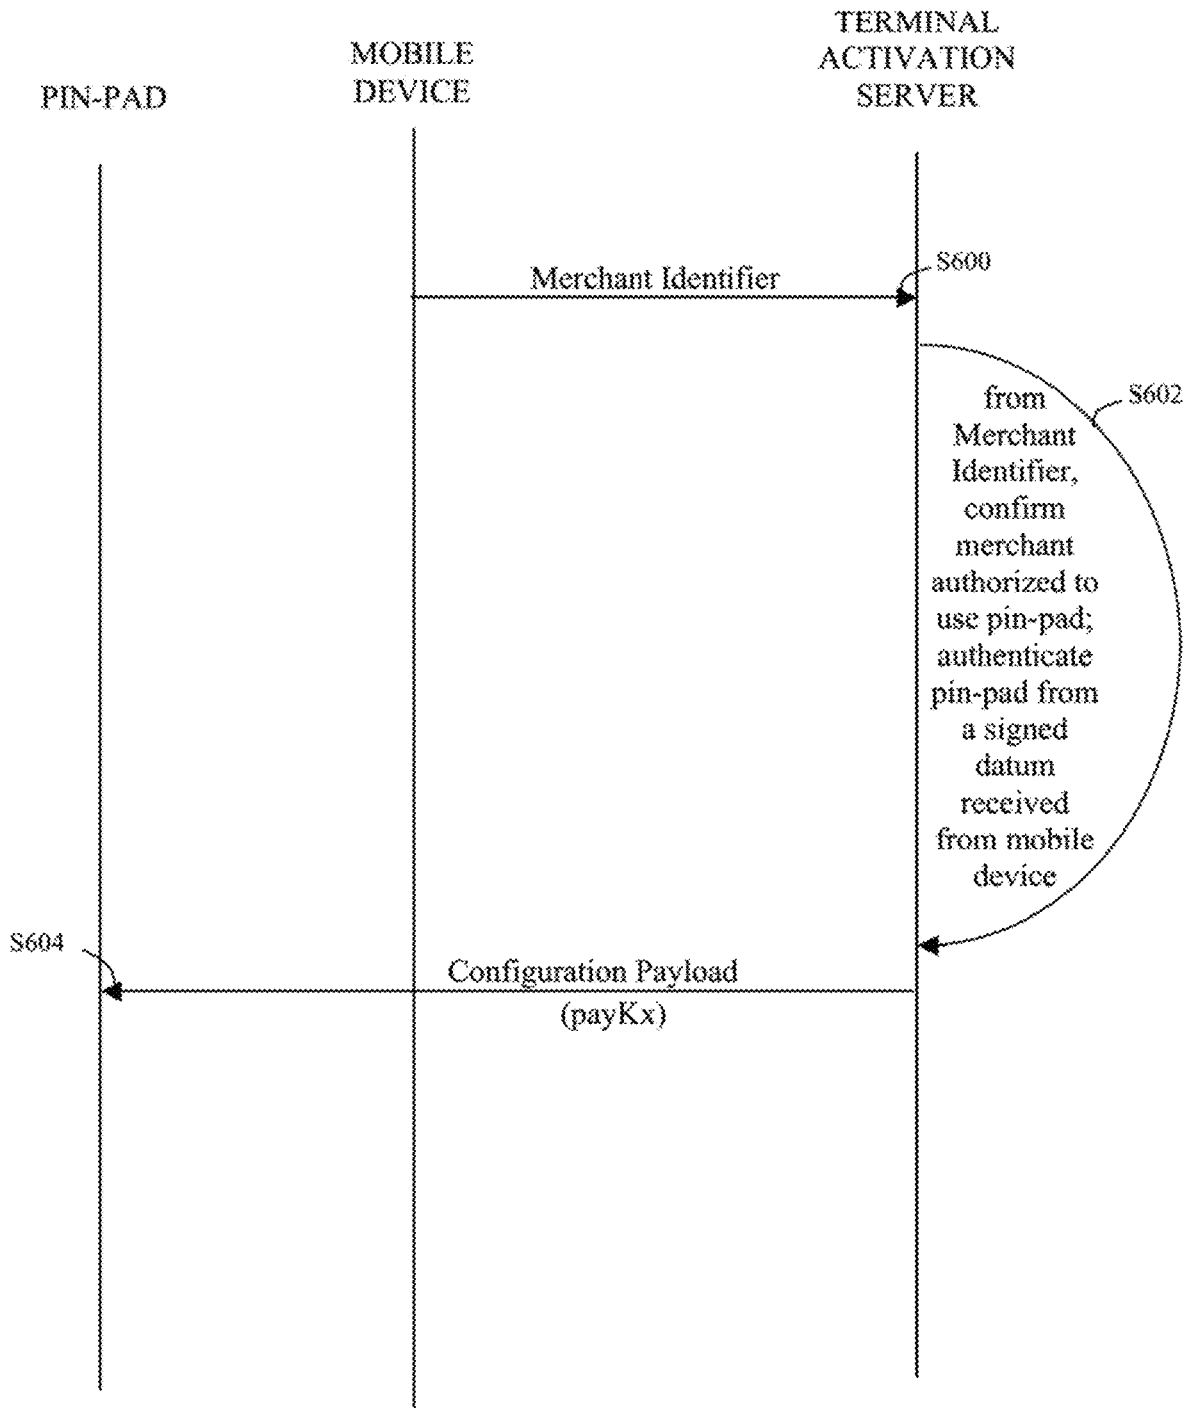 PIN-PAD
MOBILE
DEVICE
TERMINAL
ACTIVATION
SERVER
Merchant Identifier
S600
S602
from
Merchant
Identifier,
confirm
merchant
authorized to
use pin-pad;
authenticate
pin-pad from
a signed
datum
received
from mobile
device
S604
Configuration Payload
(payKx)